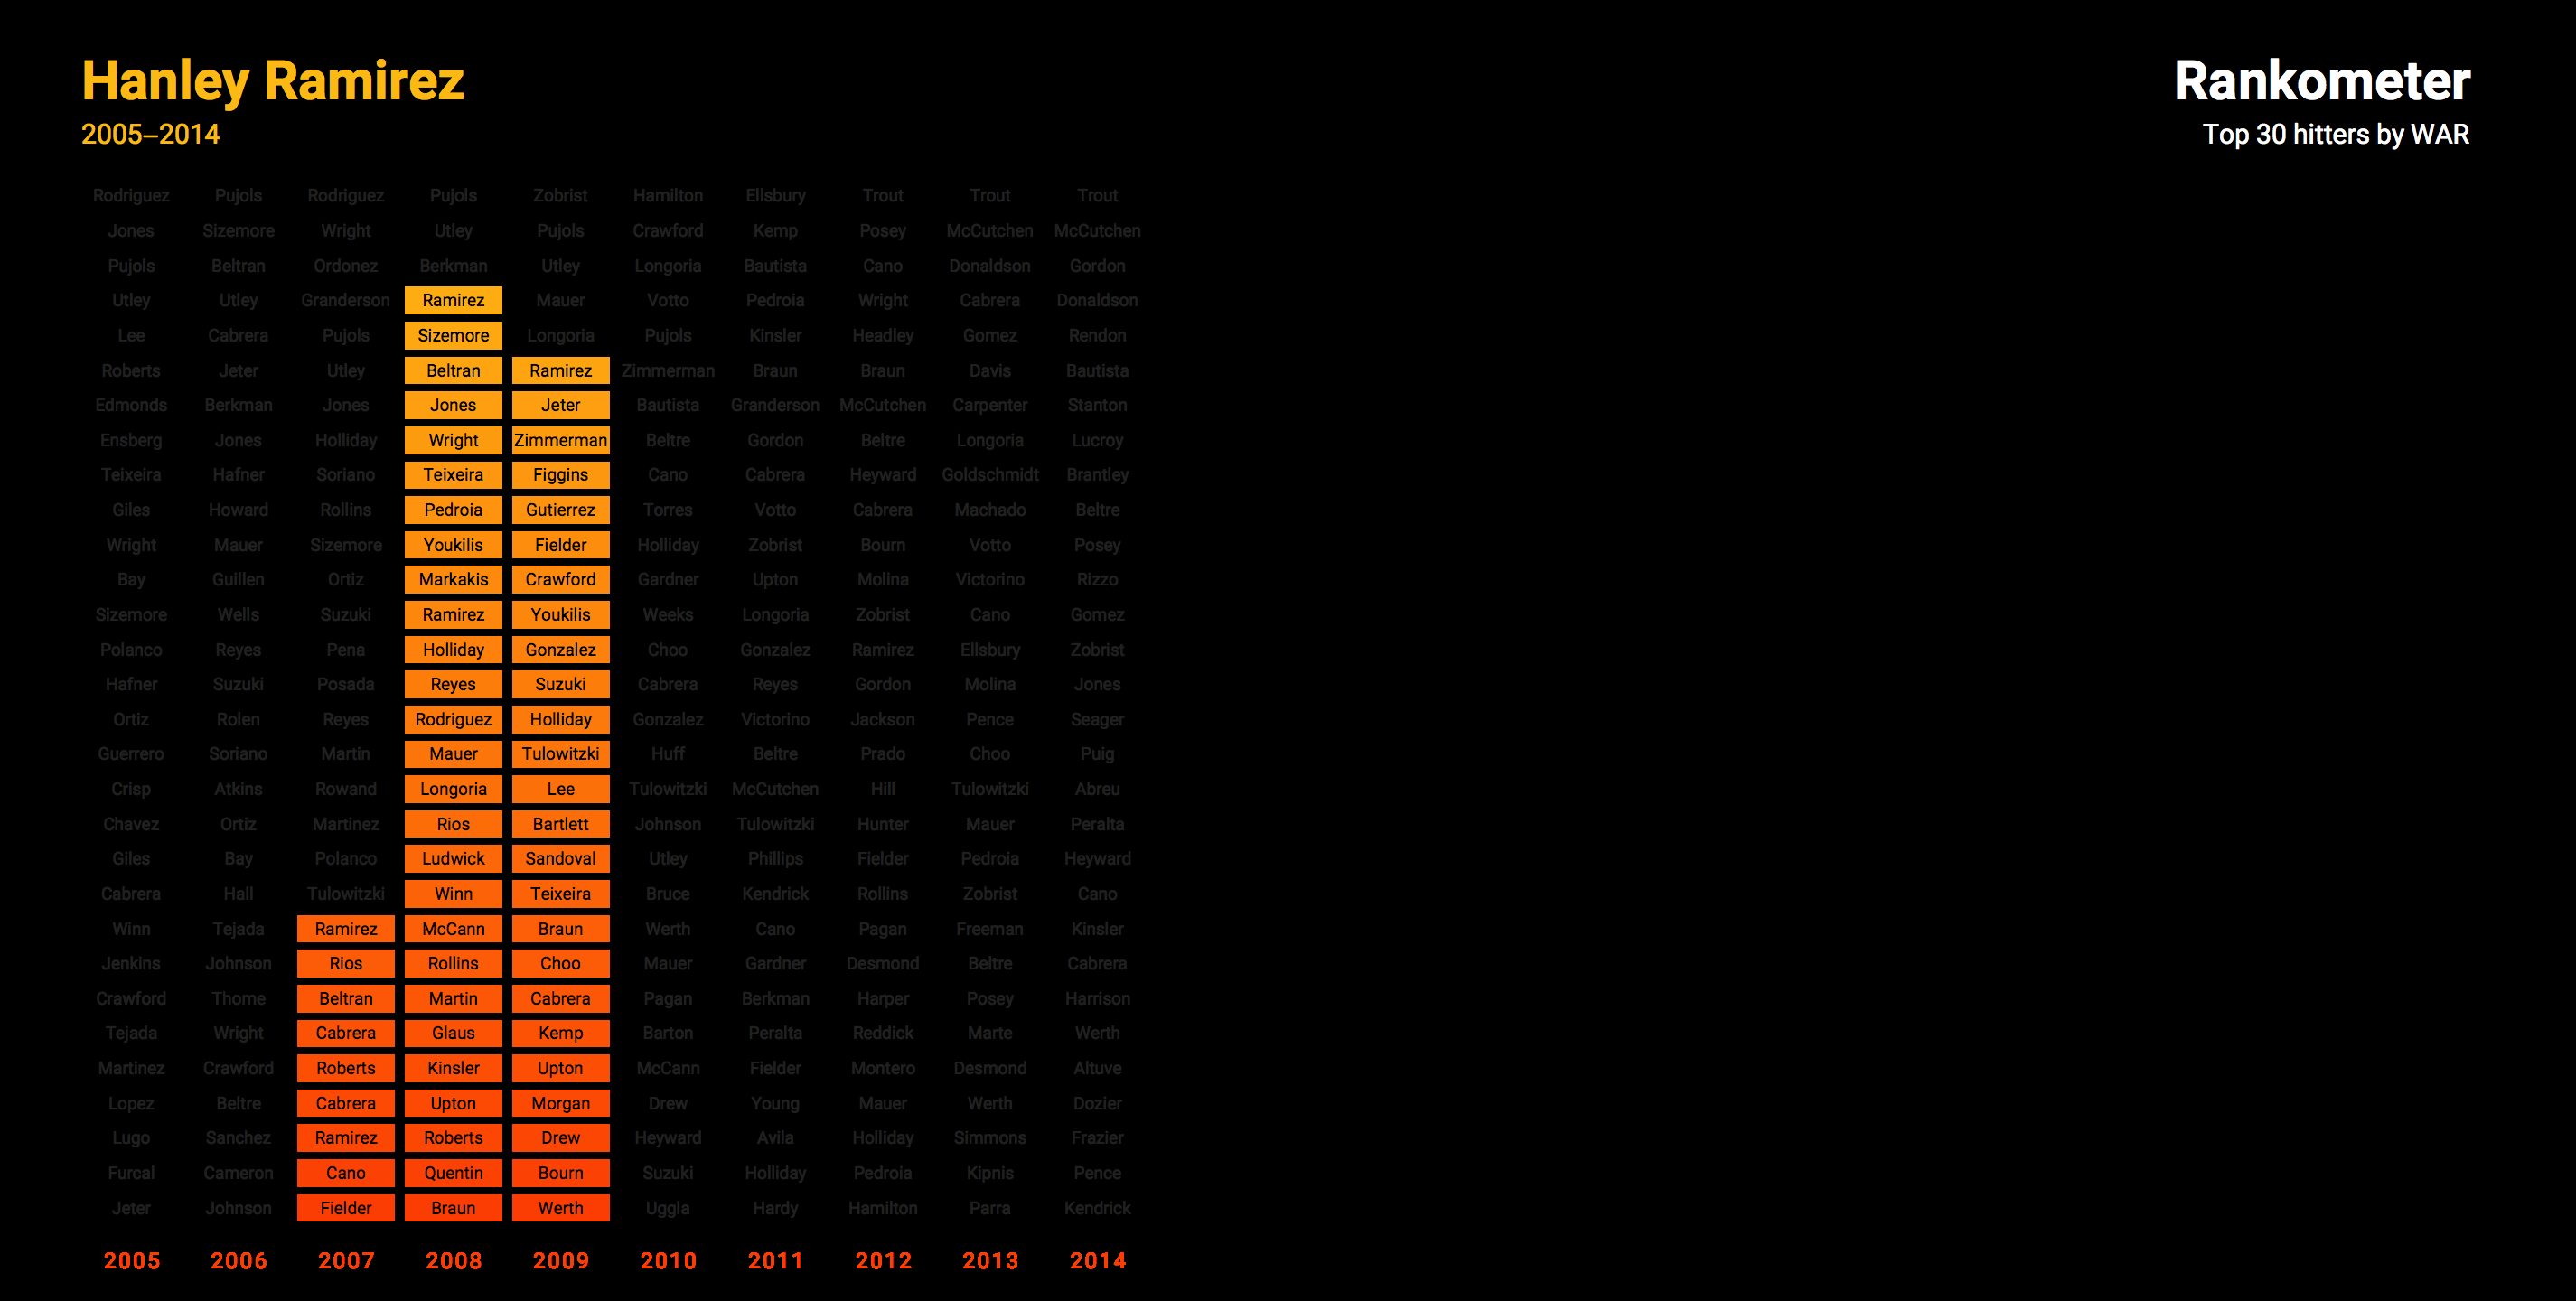 Hanley Ramirez
2005–2014
Rankometer
Top 30 hitters by WAR
Rodriguez Pujols Rodriguez Pujols Zobrist Hamilton Ellsbury Trout Trout Trout
Jones Sizemore Wright Utley Pujols Crawford Kemp Posey McCutchen McCutchen
Pujols Beltran Ordonez Berkman Utley Longoria Bautista Cano Donaldson Gordon
Utley Utley Granderson Ramirez Mauer Votto Pedroia Wright Cabrera Donaldson
Lee Cabrera Pujols Sizemore Longoria Pujols Kinsler Headley Gomez Rendon
Roberts Jeter Utley Beltran Ramirez Zimmerman Braun Braun Davis Bautista
Edmonds Berkman Jones Jones Jeter Bautista Granderson McCutchen Carpenter Stanton
Ensberg Jones Holliday Wright Zimmerman Beltre Gordon Beltre Longoria Lucroy
Teixeira Hafner Soriano Teixeira Figgins Cano Cabrera Heyward Goldschmidt Brantley
Giles Howard Rollins Pedroia Gutierrez Torres Votto Cabrera Machado Beltre
Wright Mauer Sizemore Youkilis Fielder Holliday Zobrist Bourn Votto Posey
Bay Guillen Ortiz Markakis Crawford Gardner Upton Molina Victorino Rizzo
Sizemore Wells Suzuki Ramirez Youkilis Weeks Longoria Zobrist Cano Gomez
Polanco Reyes Pena Holliday Gonzalez Choo Gonzalez Ramirez Ellsbury Zobrist
Hafner Suzuki Posada Reyes Suzuki Cabrera Reyes Gordon Molina Jones
Ortiz Rolen Reyes Rodriguez Holliday Gonzalez Victorino Jackson Pence Seager
Guerrero Soriano Martin Mauer Tulowitzki Huff Beltre Prado Choo Puig
Crisp Atkins Rowand Longoria Lee Tulowitzki McCutchen Hill Tulowitzki Abreu
Chavez Ortiz Martinez Rios Bartlett Johnson Tulowitzki Hunter Mauer Peralta
Giles Bay Polanco Ludwick Sandoval Utley Phillips Fielder Pedroia Heyward
Cabrera Hall Tulowitzki Winn Teixeira Bruce Kendrick Rollins Zobrist Cano
Winn Tejada Ramirez McCann Braun Werth Cano Pagan Freeman Kinsler
Jenkins Johnson Rios Rollins Choo Mauer Gardner Desmond Beltre Cabrera
Crawford Thome Beltran Martin Cabrera Pagan Berkman Harper Posey Harrison
Tejada Wright Cabrera Glaus Kemp Barton Peralta Reddick Marte Werth
Martinez Crawford Roberts Kinsler Upton McCann Fielder Montero Desmond Altuve
Lopez Beltre Cabrera Upton Morgan Drew Young Mauer Werth Dozier
Lugo Sanchez Ramirez Roberts Drew Heyward Avila Holliday Simmons Frazier
Furcal Cameron Cano Quentin Bourn Suzuki Holliday Pedroia Kipnis Pence
Jeter Johnson Fielder Braun Werth Uggla Hardy Hamilton Parra Kendrick
2005 2006 2007 2008 2009 2010 2011 2012 2013 2014